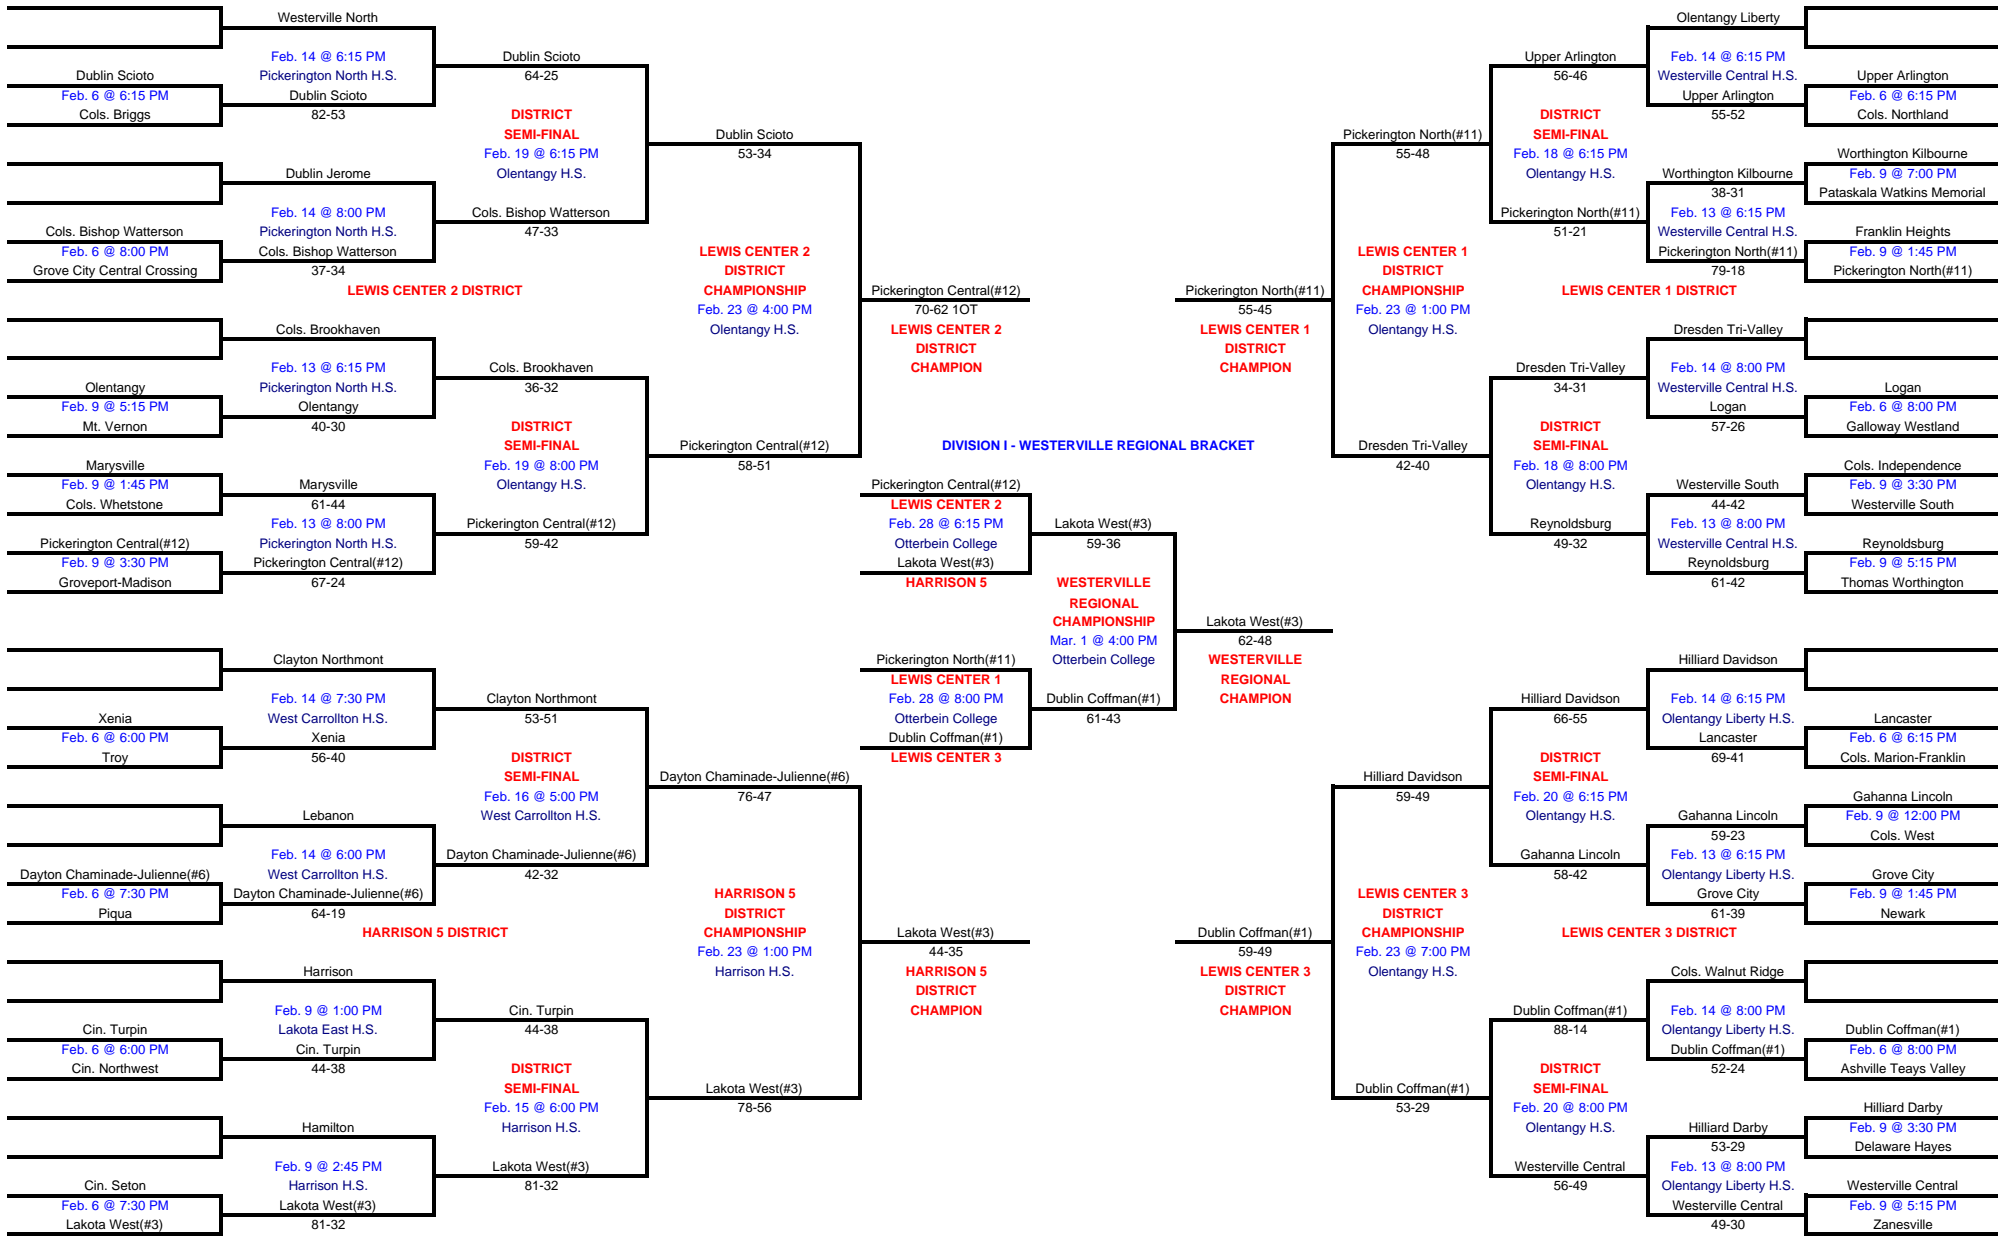 Westerville North
Feb. 14 @ 6:15 PM
Pickerington North H.S.
Dublin Scioto
Feb. 6 @ 6:15 PM
Cols. Briggs
Dublin Scioto
82-53
Dublin Scioto
64-25
DISTRICT
SEMI-FINAL
Feb. 19 @ 6:15 PM
Olentangy H.S.
Dublin Scioto
53-34
Dublin Jerome
Feb. 14 @ 8:00 PM
Pickerington North H.S.
Cols. Bishop Watterson
Feb. 6 @ 8:00 PM
Grove City Central Crossing
Cols. Bishop Watterson
37-34
Cols. Bishop Watterson
47-33
LEWIS CENTER 2 DISTRICT
LEWIS CENTER 2
DISTRICT
CHAMPIONSHIP
Feb. 23 @ 4:00 PM
Olentangy H.S.
Pickerington Central(#12)
70-62 1OT
LEWIS CENTER 2
DISTRICT
CHAMPION
Cols. Brookhaven
Feb. 13 @ 6:15 PM
Pickerington North H.S.
Olentangy
Feb. 9 @ 5:15 PM
Mt. Vernon
Olentangy
40-30
Cols. Brookhaven
36-32
DISTRICT
SEMI-FINAL
Feb. 19 @ 8:00 PM
Olentangy H.S.
Pickerington Central(#12)
58-51
Marysville
Feb. 9 @ 1:45 PM
Cols. Whetstone
Marysville
61-44
Feb. 13 @ 8:00 PM
Pickerington North H.S.
Pickerington Central(#12)
Feb. 9 @ 3:30 PM
Groveport-Madison
Pickerington Central(#12)
67-24
Pickerington Central(#12)
59-42
Olentangy Liberty
Feb. 14 @ 6:15 PM
Westerville Central H.S.
Upper Arlington
Feb. 6 @ 6:15 PM
Cols. Northland
Upper Arlington
55-52
Upper Arlington
56-46
DISTRICT
SEMI-FINAL
Feb. 18 @ 6:15 PM
Olentangy H.S.
Pickerington North(#11)
55-48
Worthington Kilbourne
Feb. 9 @ 7:00 PM
Pataskala Watkins Memorial
Worthington Kilbourne
38-31
Feb. 13 @ 6:15 PM
Westerville Central H.S.
Franklin Heights
Feb. 9 @ 1:45 PM
Pickerington North(#11)
Pickerington North(#11)
79-18
Pickerington North(#11)
51-21
LEWIS CENTER 1 DISTRICT
LEWIS CENTER 1
DISTRICT
CHAMPIONSHIP
Feb. 23 @ 1:00 PM
Olentangy H.S.
Pickerington North(#11)
55-45
LEWIS CENTER 1
DISTRICT
CHAMPION
Dresden Tri-Valley
Feb. 14 @ 8:00 PM
Westerville Central H.S.
Logan
Feb. 6 @ 8:00 PM
Galloway Westland
Logan
57-26
Dresden Tri-Valley
34-31
DISTRICT
SEMI-FINAL
Feb. 18 @ 8:00 PM
Olentangy H.S.
Dresden Tri-Valley
42-40
Cols. Independence
Feb. 9 @ 3:30 PM
Westerville South
Westerville South
44-42
Feb. 13 @ 8:00 PM
Westerville Central H.S.
Reynoldsburg
Feb. 9 @ 5:15 PM
Thomas Worthington
Reynoldsburg
61-42
Reynoldsburg
49-32
DIVISION I - WESTERVILLE REGIONAL BRACKET
Pickerington Central(#12)
LEWIS CENTER 2
Feb. 28 @ 6:15 PM
Otterbein College
Lakota West(#3)
HARRISON 5
Lakota West(#3)
59-36
WESTERVILLE
REGIONAL
CHAMPIONSHIP
Mar. 1 @ 4:00 PM
Otterbein College
Lakota West(#3)
62-48
WESTERVILLE
REGIONAL
CHAMPION
Pickerington North(#11)
LEWIS CENTER 1
Feb. 28 @ 8:00 PM
Otterbein College
Dublin Coffman(#1)
LEWIS CENTER 3
Dublin Coffman(#1)
61-43
Clayton Northmont
Feb. 14 @ 7:30 PM
West Carrollton H.S.
Xenia
Feb. 6 @ 6:00 PM
Troy
Xenia
56-40
Clayton Northmont
53-51
DISTRICT
SEMI-FINAL
Feb. 16 @ 5:00 PM
West Carrollton H.S.
Dayton Chaminade-Julienne(#6)
76-47
Lebanon
Feb. 14 @ 6:00 PM
West Carrollton H.S.
Dayton Chaminade-Julienne(#6)
Feb. 6 @ 7:30 PM
Piqua
Dayton Chaminade-Julienne(#6)
64-19
Dayton Chaminade-Julienne(#6)
42-32
HARRISON 5 DISTRICT
HARRISON 5
DISTRICT
CHAMPIONSHIP
Feb. 23 @ 1:00 PM
Harrison H.S.
Lakota West(#3)
44-35
HARRISON 5
DISTRICT
CHAMPION
Harrison
Feb. 9 @ 1:00 PM
Lakota East H.S.
Cin. Turpin
Feb. 6 @ 6:00 PM
Cin. Northwest
Cin. Turpin
44-38
Cin. Turpin
44-38
DISTRICT
SEMI-FINAL
Feb. 15 @ 6:00 PM
Harrison H.S.
Lakota West(#3)
78-56
Hamilton
Feb. 9 @ 2:45 PM
Harrison H.S.
Cin. Seton
Feb. 6 @ 7:30 PM
Lakota West(#3)
Lakota West(#3)
81-32
Lakota West(#3)
81-32
Hilliard Davidson
Feb. 14 @ 6:15 PM
Olentangy Liberty H.S.
Lancaster
Feb. 6 @ 6:15 PM
Cols. Marion-Franklin
Lancaster
69-41
Hilliard Davidson
66-55
DISTRICT
SEMI-FINAL
Feb. 20 @ 6:15 PM
Olentangy H.S.
Hilliard Davidson
59-49
Gahanna Lincoln
Feb. 9 @ 12:00 PM
Cols. West
Gahanna Lincoln
59-23
Feb. 13 @ 6:15 PM
Olentangy Liberty H.S.
Grove City
Feb. 9 @ 1:45 PM
Newark
Grove City
61-39
Gahanna Lincoln
58-42
LEWIS CENTER 3 DISTRICT
LEWIS CENTER 3
DISTRICT
CHAMPIONSHIP
Feb. 23 @ 7:00 PM
Olentangy H.S.
Dublin Coffman(#1)
59-49
LEWIS CENTER 3
DISTRICT
CHAMPION
Cols. Walnut Ridge
Feb. 14 @ 8:00 PM
Olentangy Liberty H.S.
Dublin Coffman(#1)
Feb. 6 @ 8:00 PM
Ashville Teays Valley
Dublin Coffman(#1)
52-24
Dublin Coffman(#1)
88-14
DISTRICT
SEMI-FINAL
Feb. 20 @ 8:00 PM
Olentangy H.S.
Dublin Coffman(#1)
53-29
Hilliard Darby
Feb. 9 @ 3:30 PM
Delaware Hayes
Hilliard Darby
53-29
Feb. 13 @ 8:00 PM
Olentangy Liberty H.S.
Westerville Central
Feb. 9 @ 5:15 PM
Zanesville
Westerville Central
49-30
Westerville Central
56-49